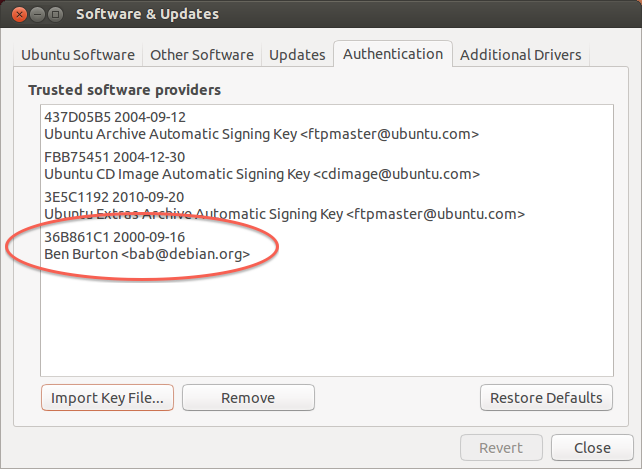 Software & Updates
Ubuntu Software
Other Software
Updates
Authentication
Additional Drivers
Trusted software providers
437D05B5 2004-09-12
Ubuntu Archive Automatic Signing Key <ftpmaster@ubuntu.com>
FBB75451 2004-12-30
Ubuntu CD Image Automatic Signing Key <cdimage@ubuntu.com>
3E5C1192 2010-09-20
Ubuntu Extras Archive Automatic Signing Key <ftpmaster@ubuntu.com>
36B861C1 2000-09-16
Ben Burton <bab@debian.org>
Import Key File...
Remove
Restore Defaults
Revert
Close